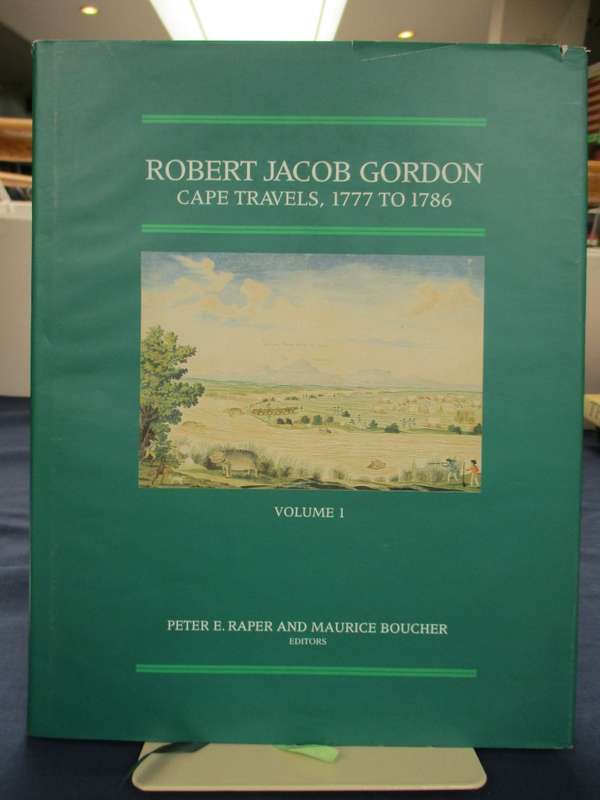 ROBERT JACOB GORDON
CAPE TRAVELS, 1777 TO 1786
VOLUME 1
PETER E. RAPER AND MAURICE BOUCHER
EDITORS